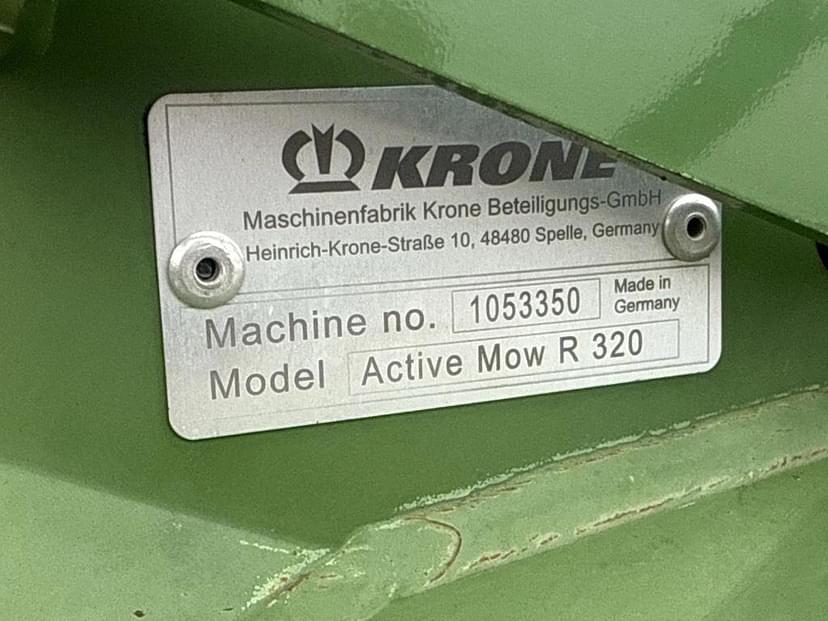 KRONE
Maschinenfabrik Krone Beteiligungs-GmbH
Heinrich-Krone-Straße 10, 48480 Spelle, Germany
Machine no. 1053350 Made in Germany
Model Active Mow R 320